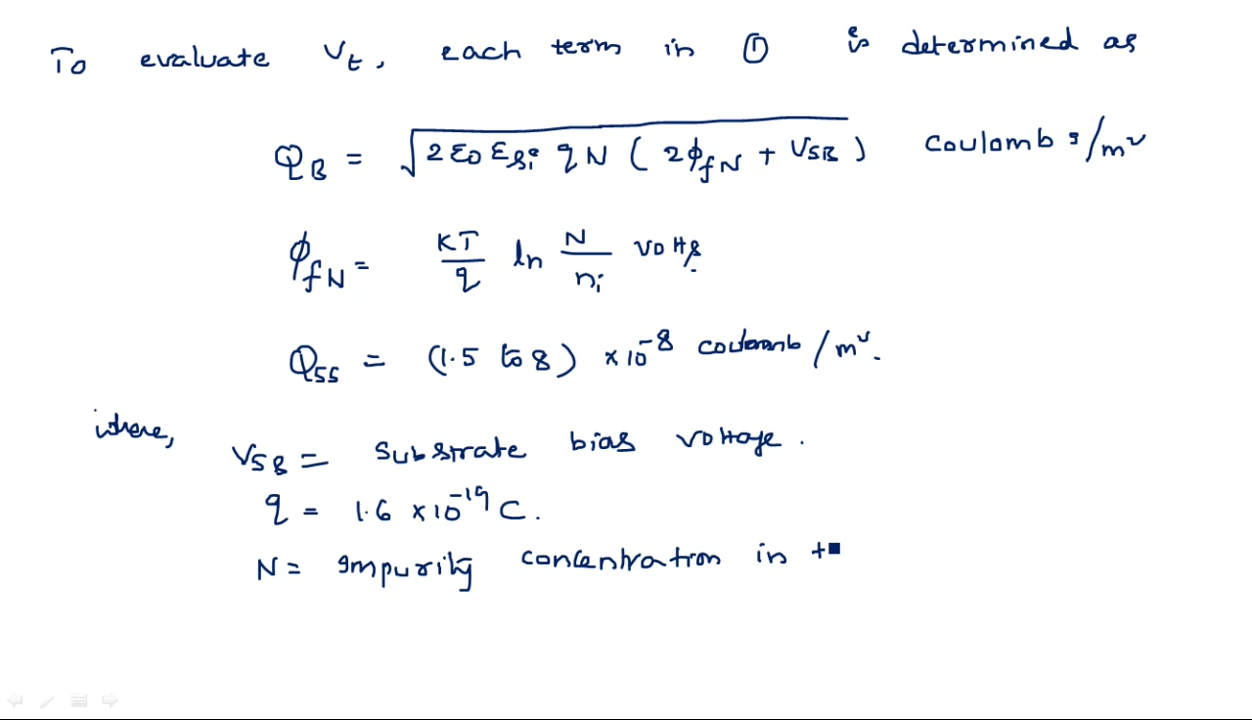 To evaluate Vt, each term in ① is determined as
QB = √2 ε0 εsi q N ( 2φfN + VSB ) Coulombs/m²
φfN = KT/q ln N/ni volts
Qss = (1.5 to 8) × 10⁻⁸ coulomb/m².
where,
VSB = Substrate bias voltage.
q = 1.6 × 10⁻¹⁹ C.
N = Impurity concentration in t